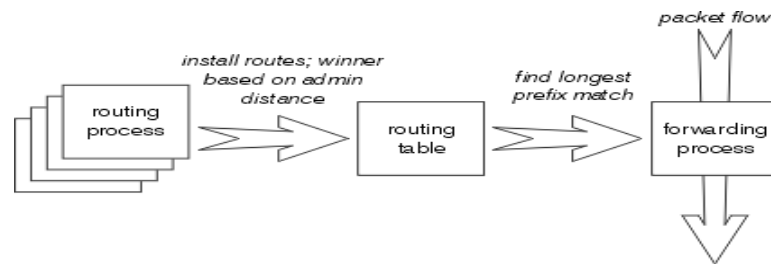 packet flow
install routes; winner
based on admin
distance
find longest
prefix match
routing
process
routing
table
forwarding
process